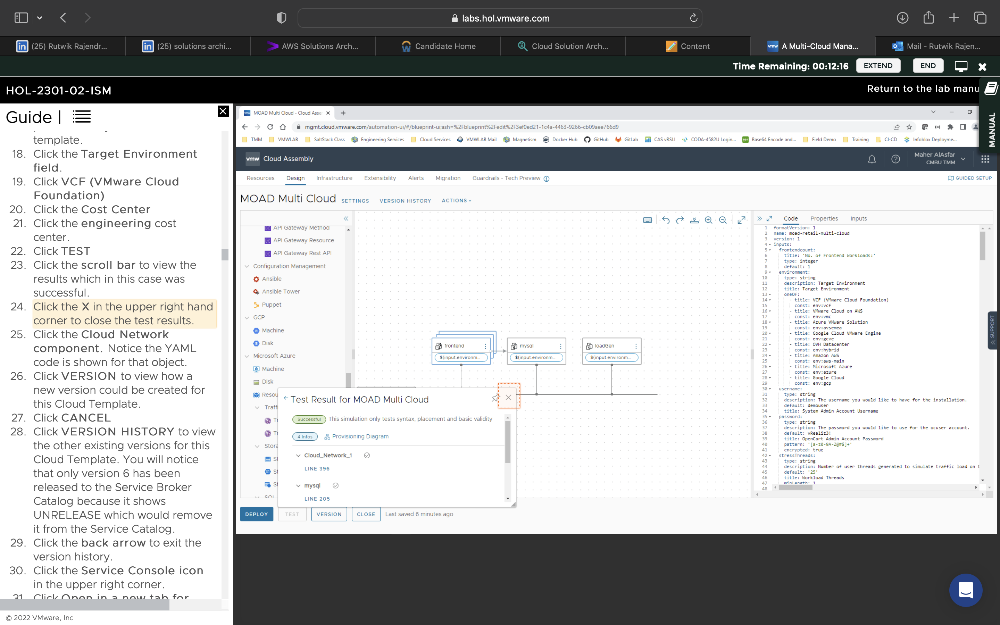 labs.hol.vmware.com
(25) Rutwik Rajendr...
(25) solutions archi...
AWS Solutions Arch...
Candidate Home
Cloud Solution Arch...
Content
vmw A Multi-Cloud Mana...
Mail - Rutwik Rajen...
Time Remaining: 00:12:16
EXTEND
END
HOL-2301-02-ISM
Return to the lab manu
MANUAL
Guide |
template.
18. Click the Target Environment
field.
19. Click VCF (VMware Cloud
Foundation)
20. Click the Cost Center
21. Click the engineering cost
center.
22. Click TEST
23. Click the scroll bar to view the
results which in this case was
successful.
24. Click the X in the upper right hand
corner to close the test results.
25. Click the Cloud Network
component. Notice the YAML
code is shown for that object.
26. Click VERSION to view how a
new version could be created for
this Cloud Template.
27. Click CANCEL
28. Click VERSION HISTORY to view
the other existing versions for this
Cloud Template. You will notice
that only version 6 has been
released to the Service Broker
Catalog because it shows
UNRELEASE which would remove
it from the Service Catalog.
29. Click the back arrow to exit the
version history.
30. Click the Service Console icon
in the upper right corner.
31. Click Open in a new tab for
© 2022 VMware, Inc
MOAD Multi Cloud - Cloud Asse
mgmt.cloud.vmware.com/automation-ui/#/blueprint-ui;ash=%2Fblueprint%2Fedit%2F3ef0ed21-1c4a-4463-9266-cb09aee766d9
TMM
VMWLAB
SaltStack Class
Engineering Services
Cloud Services
VMWLAB Mail
Magnetism
Docker Hub
GitHub
GitLab
CAS vRSLI
CODA-4582U Login...
Base64 Encode and...
Field Demo
Training
CI-CD
Infoblox Deployme...
vmw Cloud Assembly
Maher AlAsfar
CMBU TMM
Resources
Design
Infrastructure
Extensibility
Alerts
Migration
Guardrails - Tech Preview
GUIDED SETUP
MOAD Multi Cloud
SETTINGS
VERSION HISTORY
ACTIONS
API Gateway Method
API Gateway Resource
API Gateway Rest API
Configuration Management
Ansible
Ansible Tower
Puppet
GCP
Machine
Disk
Microsoft Azure
Machine
Disk
Resou
Traffi
Tr
Tr
Stora
St
St
St
SQL
frontend
${input.environm...
mysql
${input.environm...
loadGen
${input.environm...
Test Result for MOAD Multi Cloud
Successful This simulation only tests syntax, placement and basic validity
4 Infos Provisioning Diagram
Cloud_Network_1
LINE 396
mysql
LINE 205
DEPLOY
TEST
VERSION
CLOSE
Last saved 6 minutes ago
Code
Properties
Inputs
1 formatVersion: 1
2 name: moad-retail-multi-cloud
3 version: 1
4 inputs:
5 frontendcount:
6 title: 'No. of Frontend Workloads:'
7 type: integer
8 default: 1
9 environment:
10 type: string
11 description: Target Environment
12 title: Target Environment
13 oneOf:
14 - title: VCF (VMware Cloud Foundation)
15 const: env:vcf
16 - title: VMware Cloud on AWS
17 const: env:vmc
18 - title: Azure VMware Solution
19 const: env:avsemea
20 - title: Google Cloud VMware Engine
21 const: env:gcve
22 - title: OVH Datacenter
23 const: env:hybrid
24 - title: Amazon AWS
25 const: env:aws-main
26 - title: Microsoft Azure
27 const: env:azure
28 - title: Google Cloud
29 const: env:gcp
30 username:
31 type: string
32 description: The username you would like to have for the installation.
33 default: demouser
34 title: System Admin Account Username
35 password:
36 type: string
37 description: The password you would like to use for the ocuser account.
38 default: vRealiz3!
39 title: OpenCart Admin Account Password
40 pattern: '[a-z0-9A-Z@#$]+'
41 encrypted: true
42 stressThreads:
43 type: string
44 description: Number of user threads generated to simulate traffic load on t
45 default: '25'
46 title: Workload Threads
47 minLength: 1
48
SUPPORT